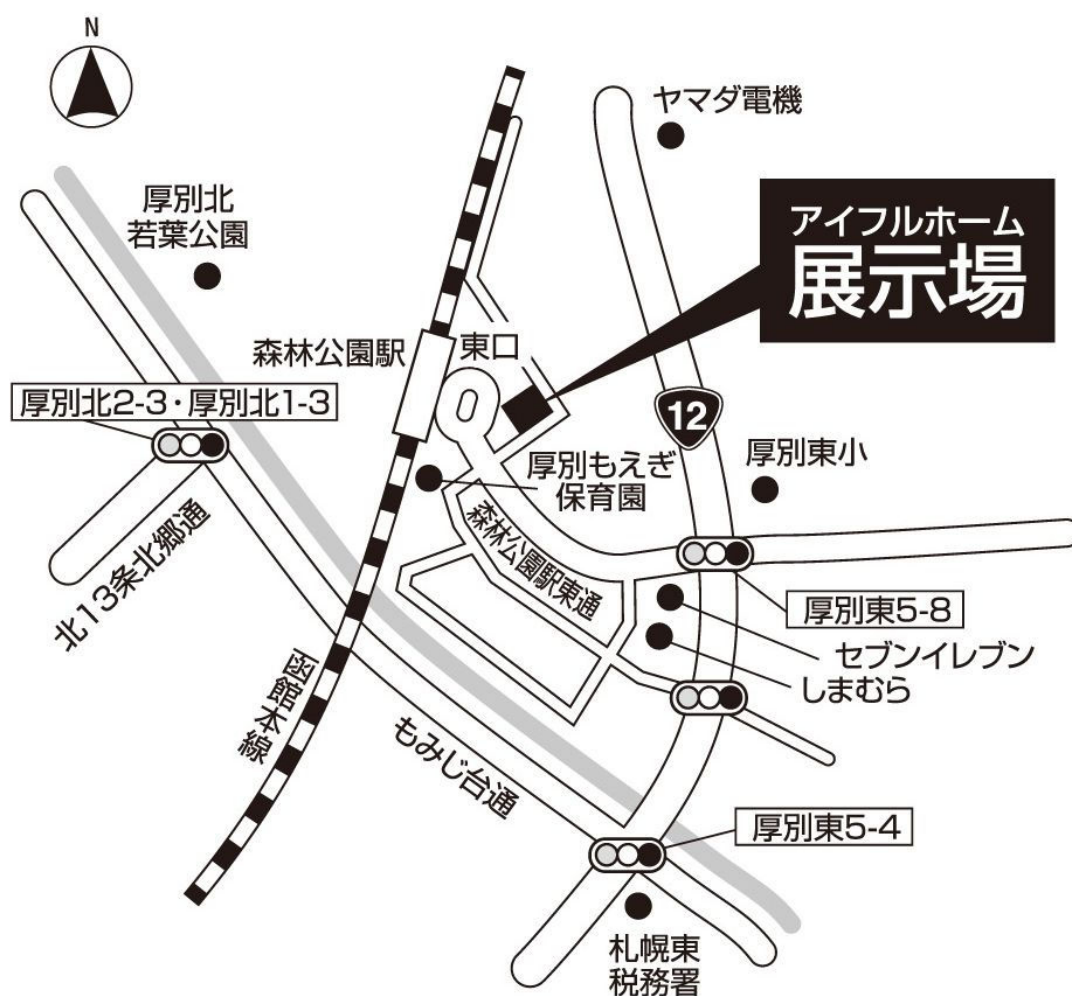 N
ヤマダ電機
厚別北
若葉公園
アイフルホーム
展示場
森林公園駅
東口
厚別北2-3・厚別北1-3
12
厚別東小
厚別もえぎ
保育園
北13条北郷通
森林公園駅東通
厚別東5-8
セブンイレブン
しまむら
函館本線
もみじ台通
厚別東5-4
札幌東
税務署